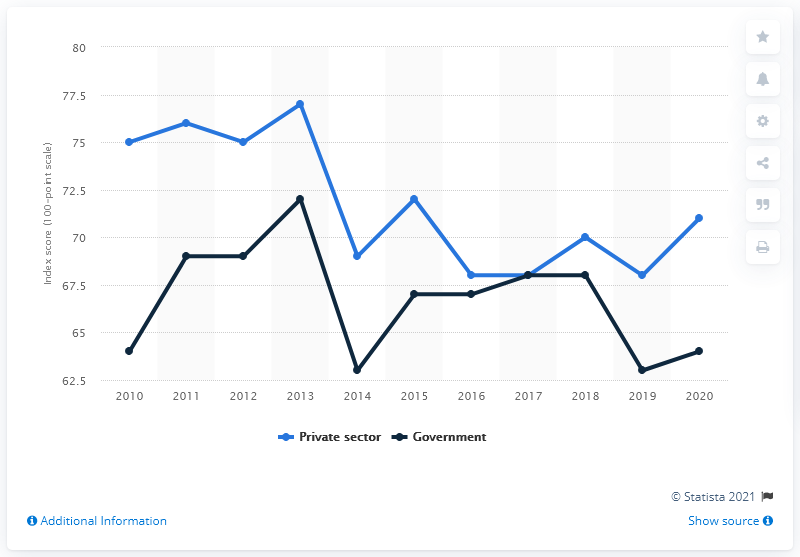 80
77.5
75
72.5
70
67.5
65
62.5
Index score (100-point scale)
2010 2011 2012 2013 2014 2015 2016 2017 2018 2019 2020
Private sector Government
© Statista 2021
Additional Information Show source